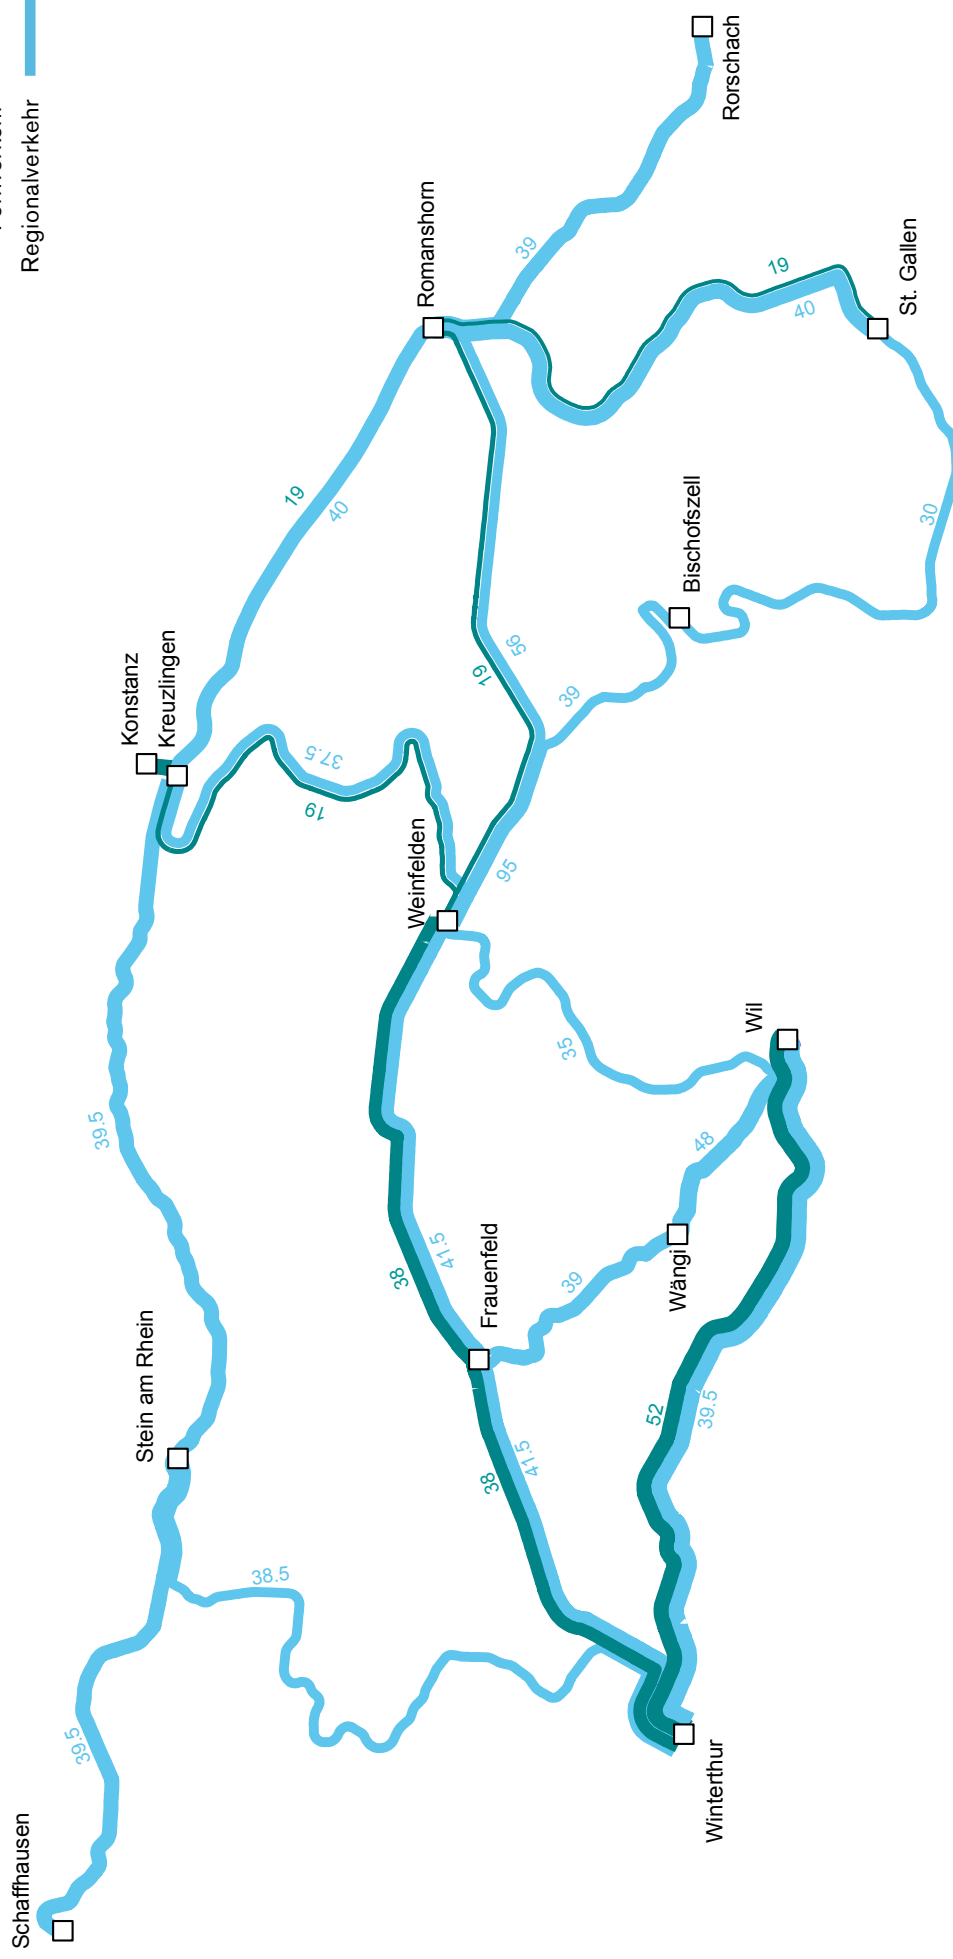 Regionalverkehr
Rorschach
Romanshorn
39
19
40
St. Gallen
19
40
30
Bischofszell
Konstanz
Kreuzlingen
56
19
39
37.5
19
Weinfelden
95
Wil
35
39.5
48
Wängi
39
Frauenfeld
38
41.5
Stein am Rhein
52
39.5
38
41.5
38.5
39.5
Winterthur
Schaffhausen